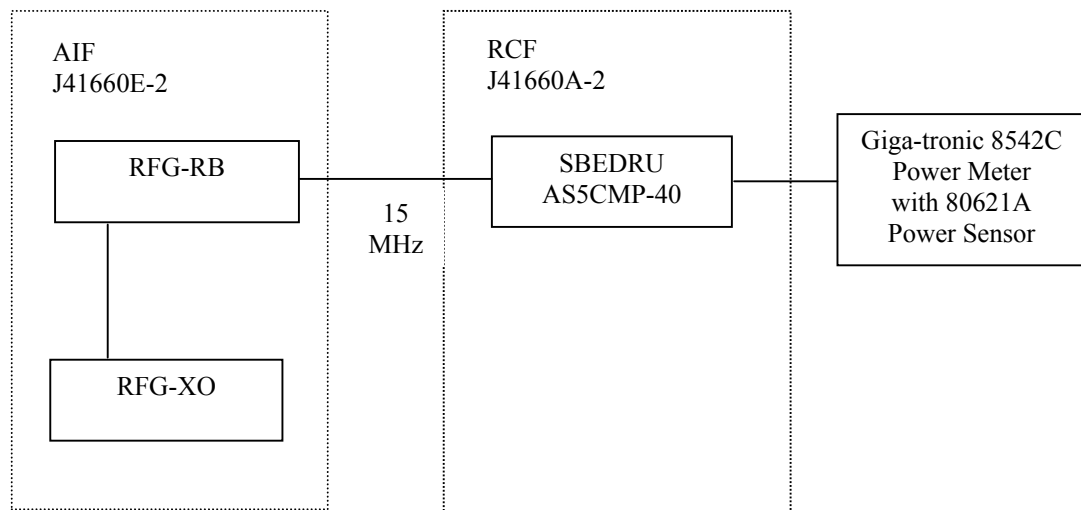 AIF
J41660E-2
RFG-RB
RFG-XO
15
MHz
RCF
J41660A-2
SBEDRU
AS5CMP-40
Giga-tronic 8542C
Power Meter
with 80621A
Power Sensor